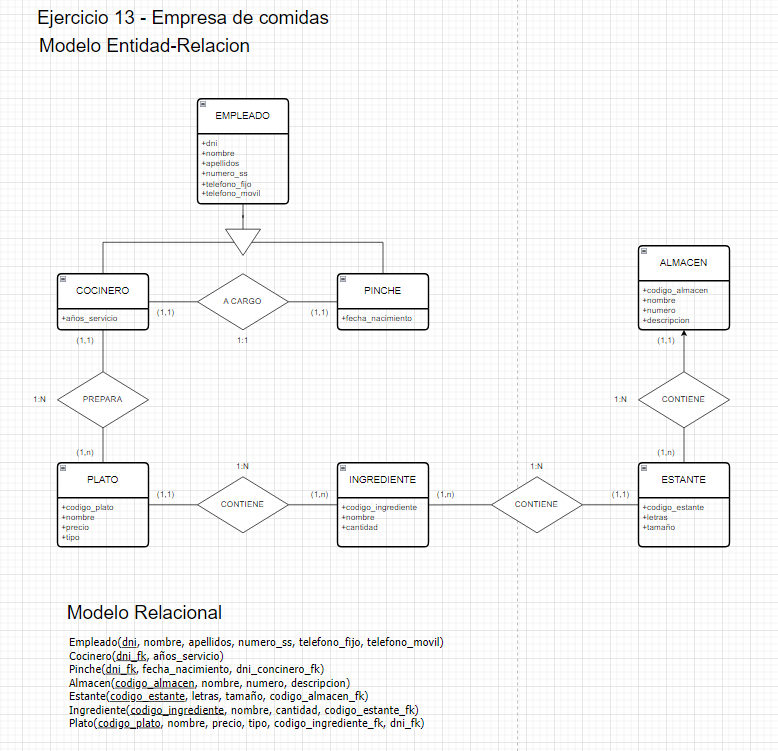 Ejercicio 13 - Empresa de comidas
Modelo Entidad-Relacion
EMPLEADO
+dni
+nombre
+apellidos
+numero_ss
+telefono_fijo
+telefono_movil
COCINERO
+años_servicio
(1,1)
A CARGO
1:1
(1,1)
PINCHE
+fecha_nacimiento
ALMACEN
+codigo_almacen
+nombre
+numero
+descripcion
(1,1)
1:N
PREPARA
(1,n)
(1,1)
1:N
CONTIENE
(1,n)
PLATO
+codigo_plato
+nombre
+precio
+tipo
(1,1)
1:N
CONTIENE
(1,n)
INGREDIENTE
+codigo_ingrediente
+nombre
+cantidad
(1,n)
1:N
CONTIENE
(1,1)
ESTANTE
+codigo_estante
+letras
+tamaño
Modelo Relacional
Empleado(dni, nombre, apellidos, numero_ss, telefono_fijo, telefono_movil)
Cocinero(dni_fk, años_servicio)
Pinche(dni_fk, fecha_nacimiento, dni_concinero_fk)
Almacen(codigo_almacen, nombre, numero, descripcion)
Estante(codigo_estante, letras, tamaño, codigo_almacen_fk)
Ingrediente(codigo_ingrediente, nombre, cantidad, codigo_estante_fk)
Plato(codigo_plato, nombre, precio, tipo, codigo_ingrediente_fk, dni_fk)